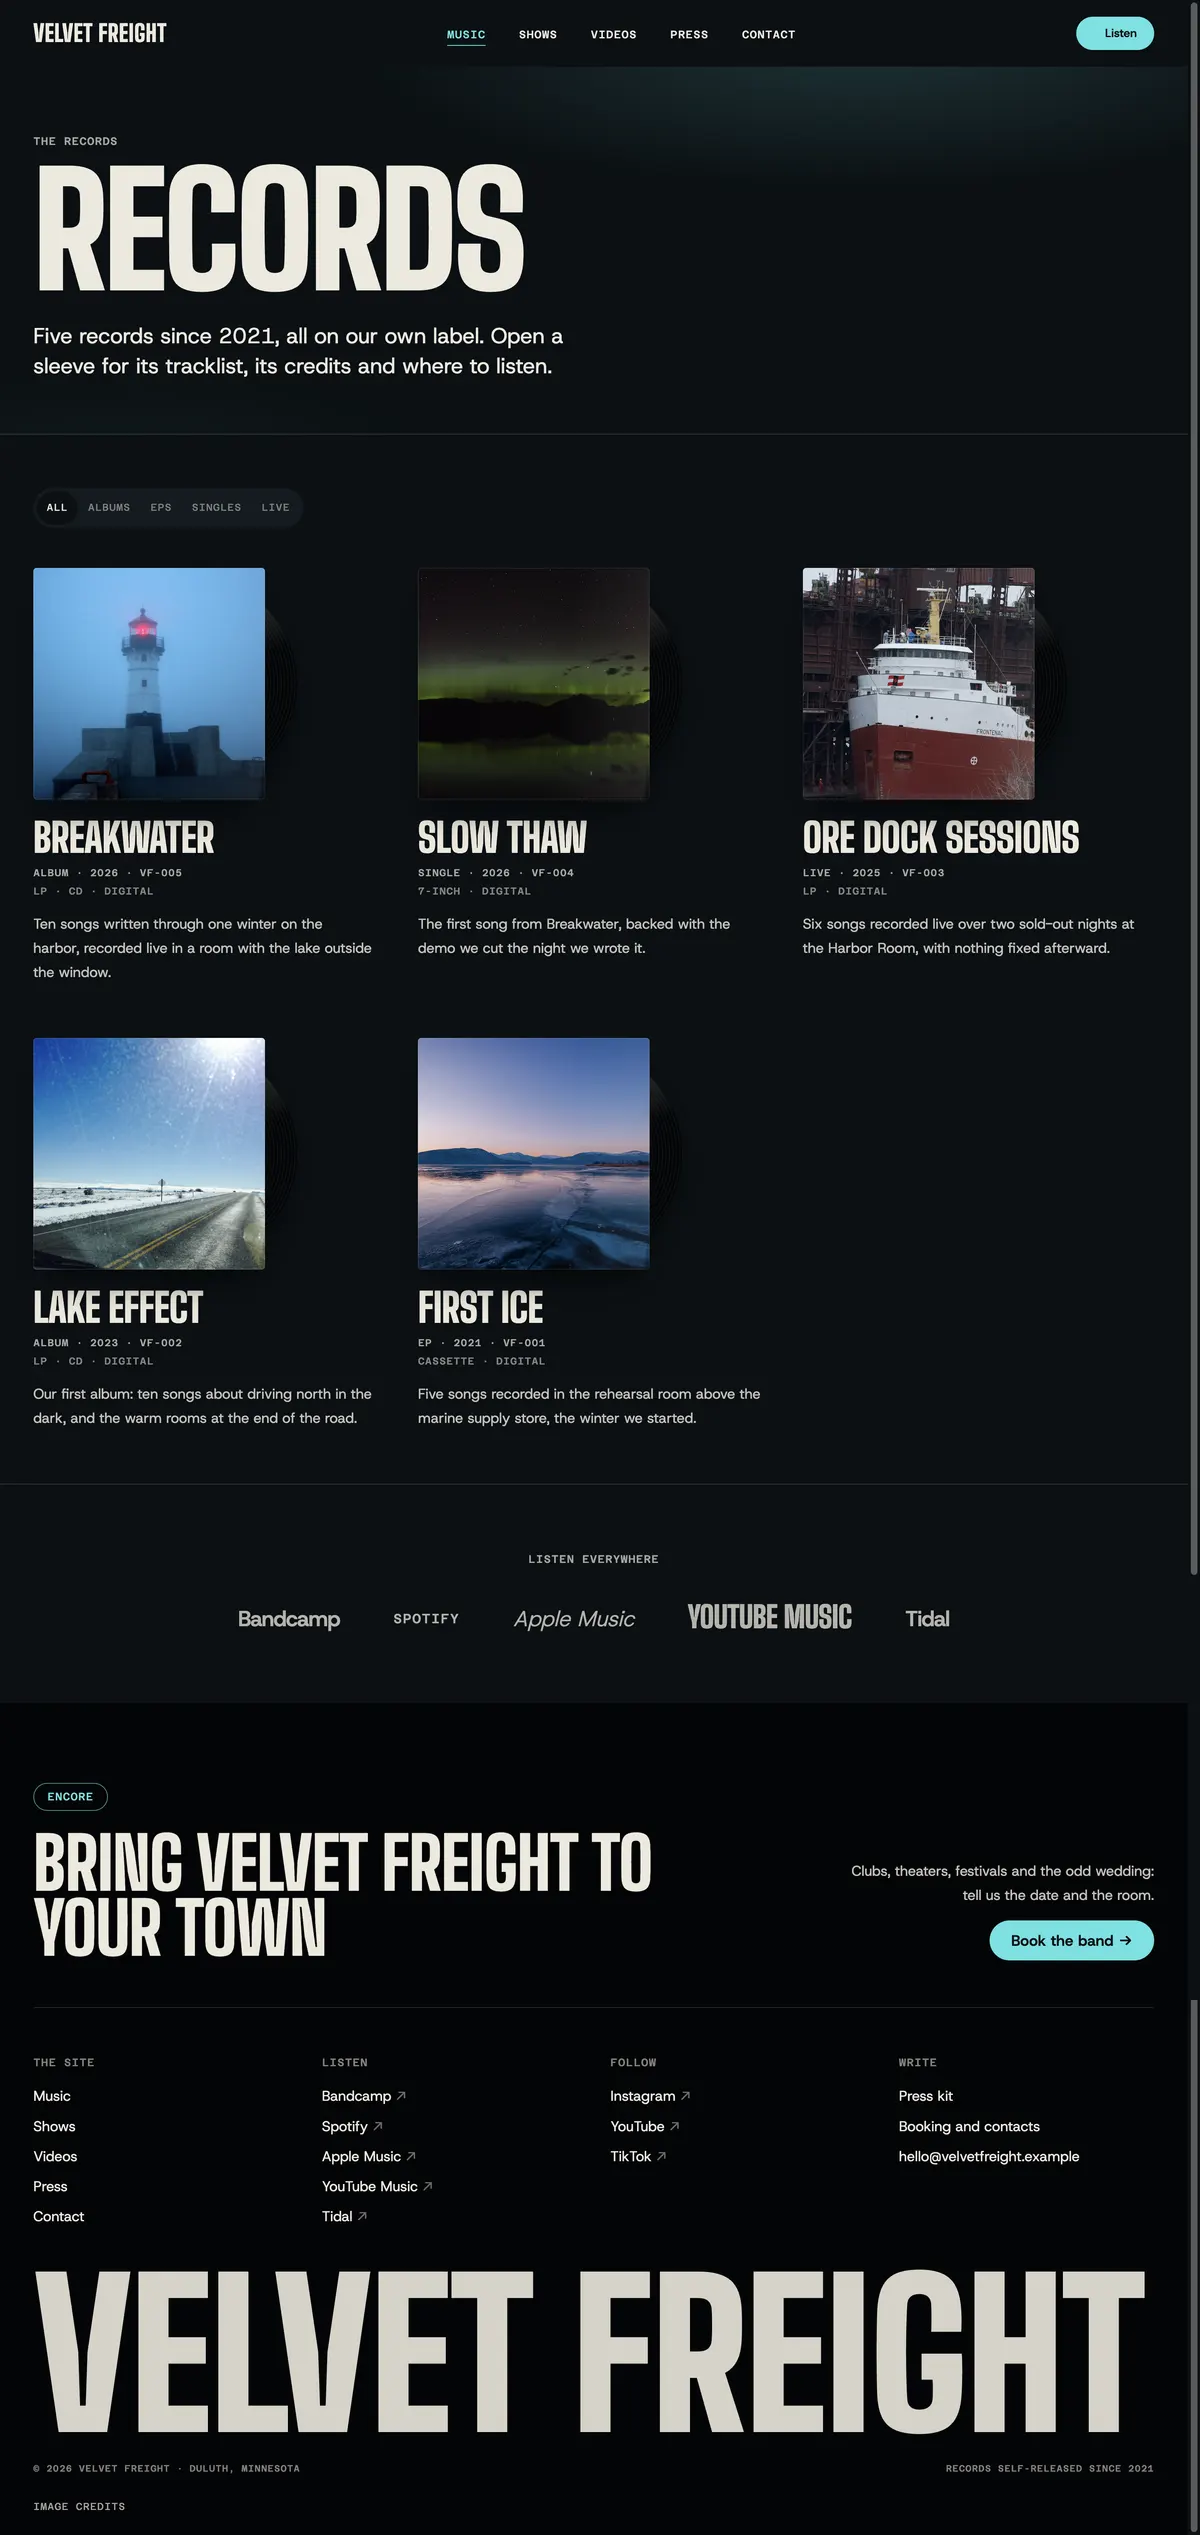 VELVET FREIGHT
MUSIC SHOWS VIDEOS PRESS CONTACT
Listen
THE RECORDS
RECORDS
Five records since 2021, all on our own label. Open a
sleeve for its tracklist, its credits and where to listen.
ALL ALBUMS EPS SINGLES LIVE
FRONTENAC
BREAKWATER
ALBUM · 2026 · VF-005
LP · CD · DIGITAL
Ten songs written through one winter on the
harbor, recorded live in a room with the lake outside
the window.
SLOW THAW
SINGLE · 2026 · VF-004
7-INCH · DIGITAL
The first song from Breakwater, backed with the
demo we cut the night we wrote it.
ORE DOCK SESSIONS
LIVE · 2025 · VF-003
LP · DIGITAL
Six songs recorded live over two sold-out nights at
the Harbor Room, with nothing fixed afterward.
LAKE EFFECT
ALBUM · 2023 · VF-002
LP · CD · DIGITAL
Our first album: ten songs about driving north in the
dark, and the warm rooms at the end of the road.
FIRST ICE
EP · 2021 · VF-001
CASSETTE · DIGITAL
Five songs recorded in the rehearsal room above the
marine supply store, the winter we started.
LISTEN EVERYWHERE
Bandcamp SPOTIFY Apple Music YOUTUBE MUSIC Tidal
ENCORE
BRING VELVET FREIGHT TO
YOUR TOWN
Clubs, theaters, festivals and the odd wedding:
tell us the date and the room.
Book the band →
THE SITE
Music
Shows
Videos
Press
Contact
LISTEN
Bandcamp ↗
Spotify ↗
Apple Music ↗
YouTube Music ↗
Tidal ↗
FOLLOW
Instagram ↗
YouTube ↗
TikTok ↗
WRITE
Press kit
Booking and contacts
hello@velvetfreight.example
VELVET FREIGHT
© 2026 VELVET FREIGHT · DULUTH, MINNESOTA
RECORDS SELF-RELEASED SINCE 2021
IMAGE CREDITS